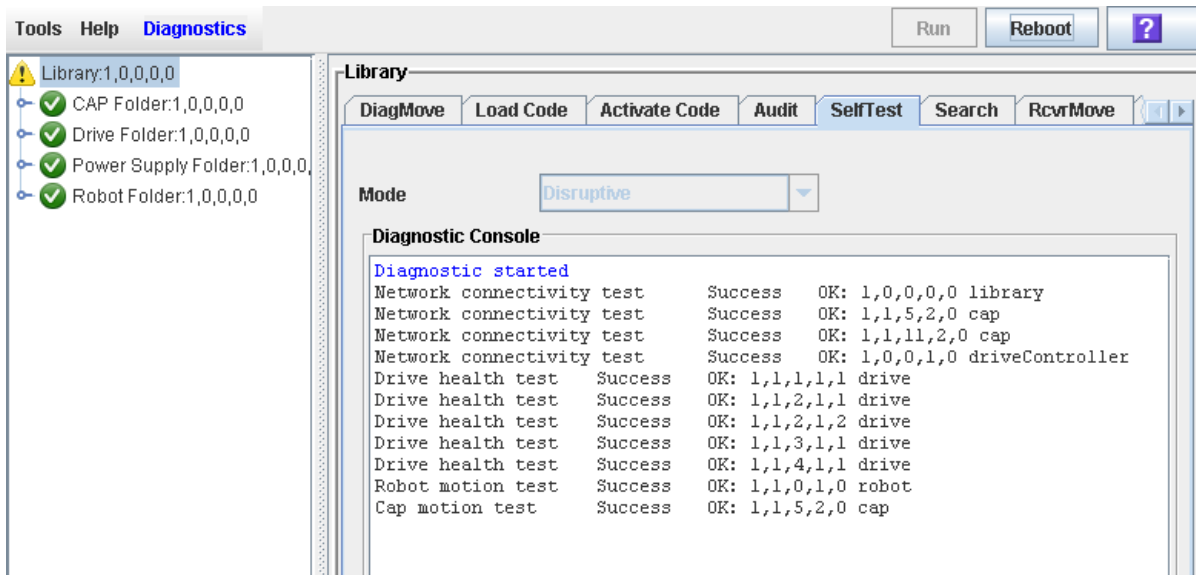 Tools Help Diagnostics Run Reboot ?
Library:1,0,0,0,0
CAP Folder:1,0,0,0,0
Drive Folder:1,0,0,0,0
Power Supply Folder:1,0,0,0,
Robot Folder:1,0,0,0,0
Library
DiagMove Load Code Activate Code Audit SelfTest Search RcvrMove
Mode Disruptive
Diagnostic Console
Diagnostic started
Network connectivity test Success OK: 1,0,0,0,0 library
Network connectivity test Success OK: 1,1,5,2,0 cap
Network connectivity test Success OK: 1,1,11,2,0 cap
Network connectivity test Success OK: 1,0,0,1,0 driveController
Drive health test Success OK: 1,1,1,1,1 drive
Drive health test Success OK: 1,1,2,1,1 drive
Drive health test Success OK: 1,1,2,1,2 drive
Drive health test Success OK: 1,1,3,1,1 drive
Drive health test Success OK: 1,1,4,1,1 drive
Robot motion test Success OK: 1,1,0,1,0 robot
Cap motion test Success OK: 1,1,5,2,0 cap